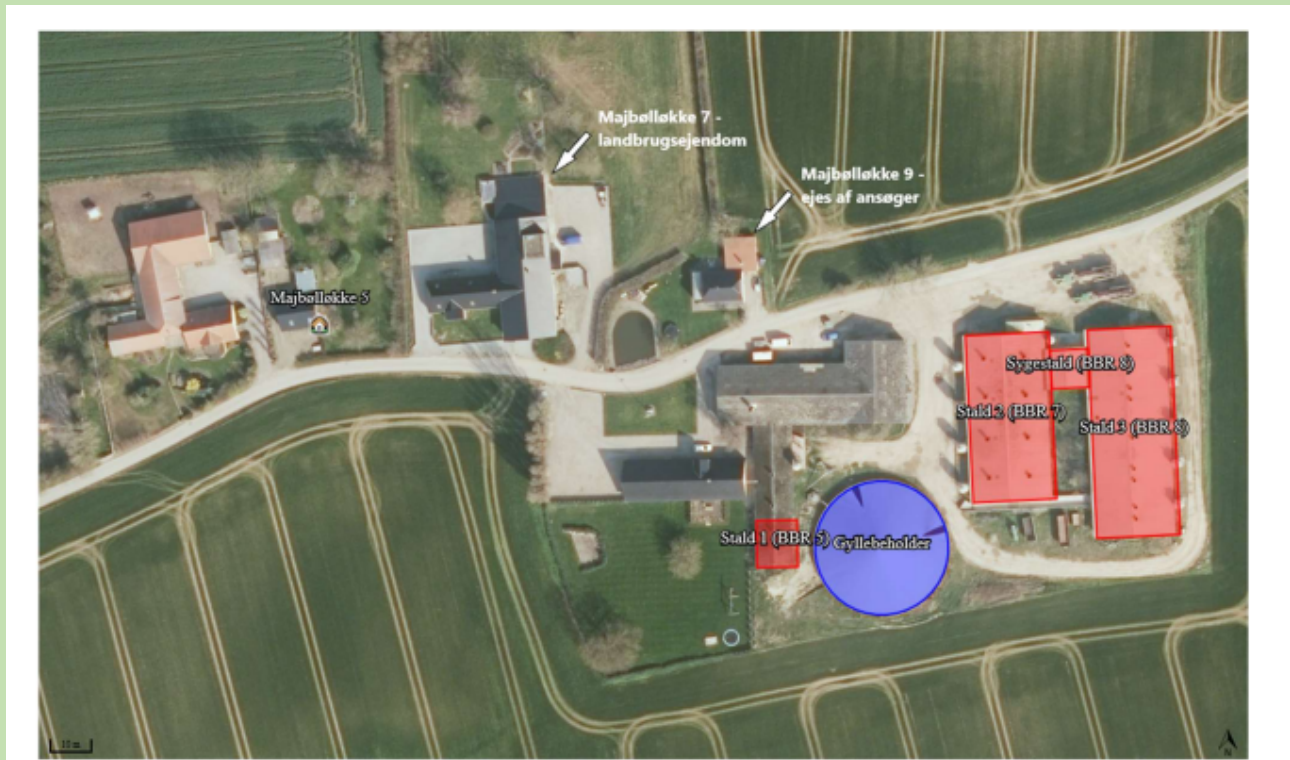 Majbølløkke 7 -
landbrugsejendom
Majbølløkke 9 -
ejes af ansøger
Majbølløkke 5
Sygestald (BBR 8)
Stald 2 (BBR 7)
Stald 3 (BBR 8)
Stald 1 (BBR 5)
Gyllebeholder
10 m
N